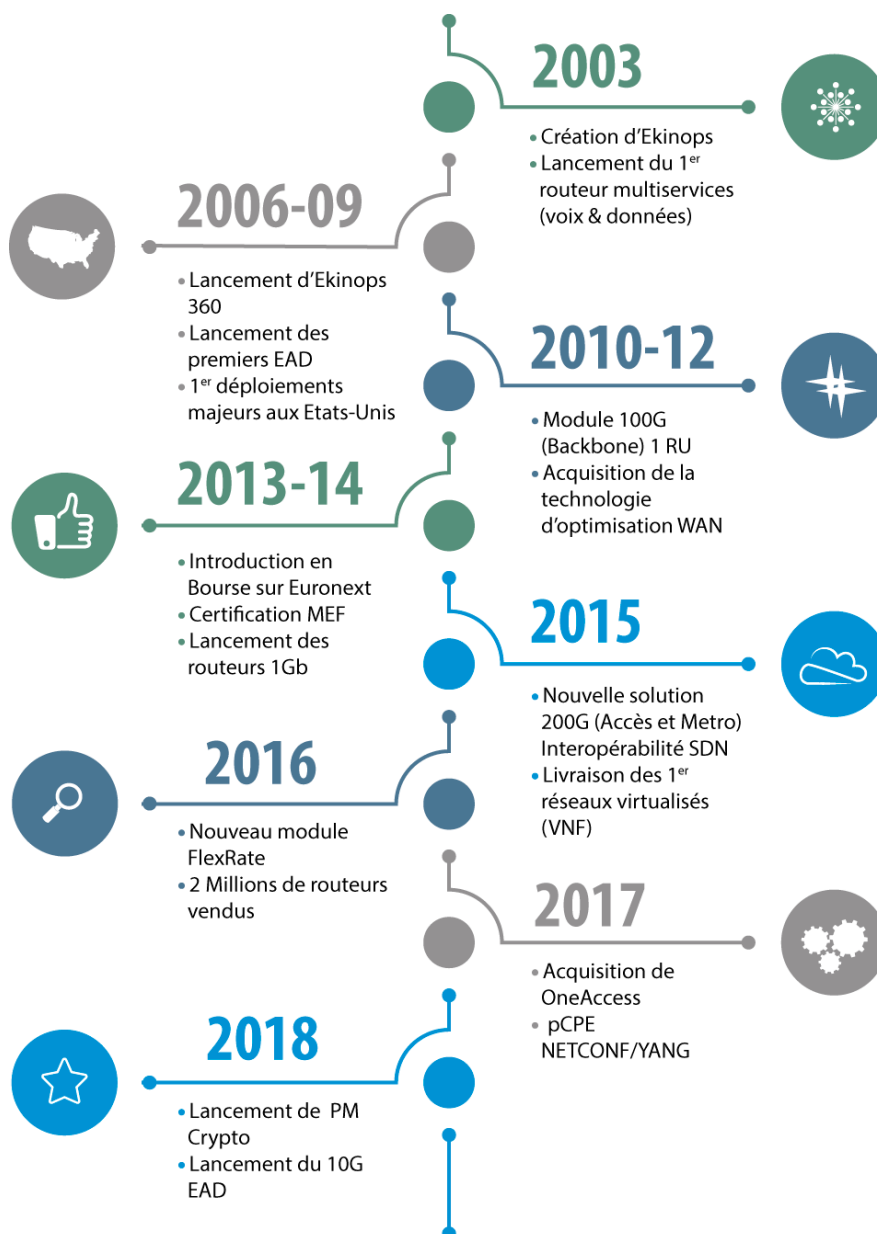 2003
• Création d'Ekinops
• Lancement du 1er
routeur multiservices
(voix & données)
2006-09
• Lancement d'Ekinops
360
• Lancement des
premiers EAD
• 1er déploiements
majeurs aux Etats-Unis
2010-12
• Module 100G
(Backbone) 1 RU
• Acquisition de la
technologie
d'optimisation WAN
2013-14
• Introduction en
Bourse sur Euronext
• Certification MEF
• Lancement des
routeurs 1Gb
2015
• Nouvelle solution
200G (Accès et Metro)
Interopérabilité SDN
• Livraison des 1er
réseaux virtualisés
(VNF)
2016
• Nouveau module
FlexRate
• 2 Millions de routeurs
vendus
2017
• Acquisition de
OneAccess
• pCPE
NETCONF/YANG
2018
• Lancement de PM
Crypto
• Lancement du 10G
EAD